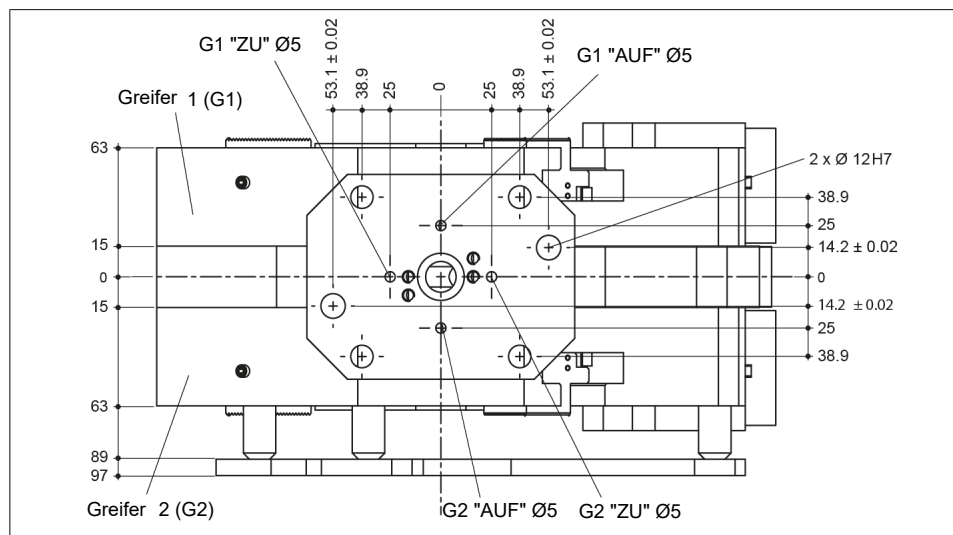 G1 "ZU" Ø5
53.1 ± 0.02
38.9
25
0
25
38.9
53.1 ± 0.02
G1 "AUF" Ø5
Greifer 1 (G1)
63
2 x Ø 12H7
38.9
25
15
14.2 ± 0.02
0
0
15
14.2 ± 0.02
25
38.9
63
89
97
Greifer 2 (G2)
G2 "AUF" Ø5
G2 "ZU" Ø5